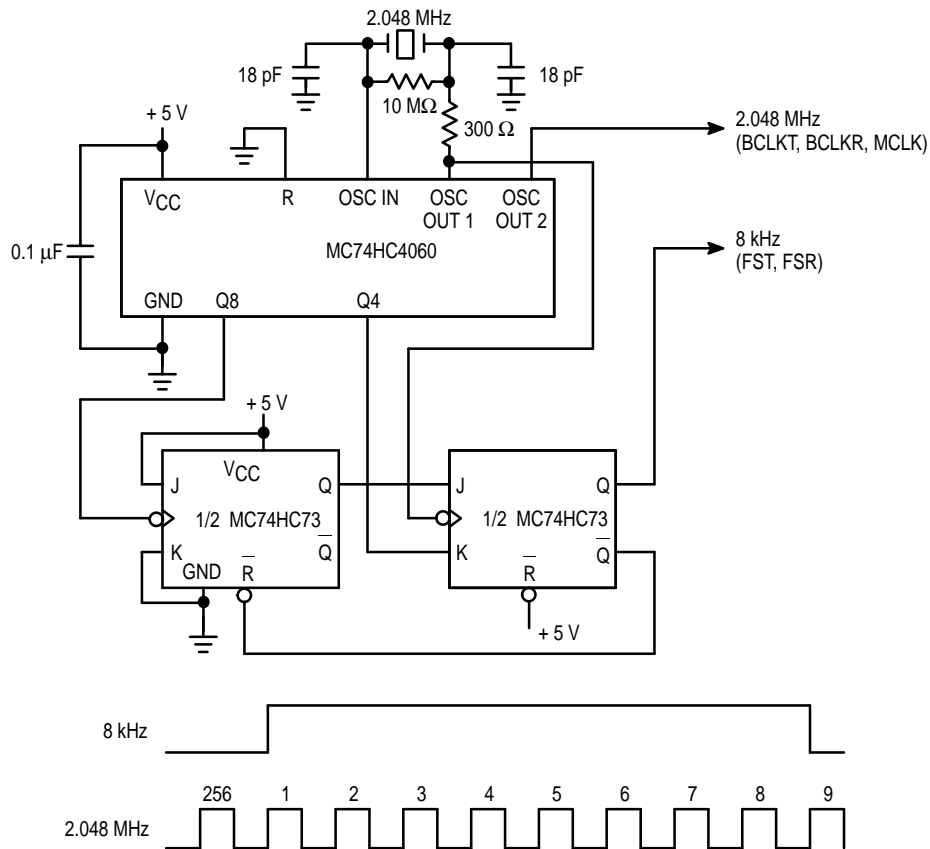 2.048 MHz
18 pF
18 pF
10 MΩ
300 Ω
+ 5 V
2.048 MHz
(BCLKT, BCLKR, MCLK)
VCC
R
OSC IN
OSC
OUT 1
OSC
OUT 2
0.1 µF
MC74HC4060
8 kHz
(FST, FSR)
GND
Q8
Q4
+ 5 V
VCC
J
Q
J
Q
1/2 MC74HC73
1/2 MC74HC73
K
Q
K
Q
GND
R
R
+ 5 V
8 kHz
256 1 2 3 4 5 6 7 8 9
2.048 MHz